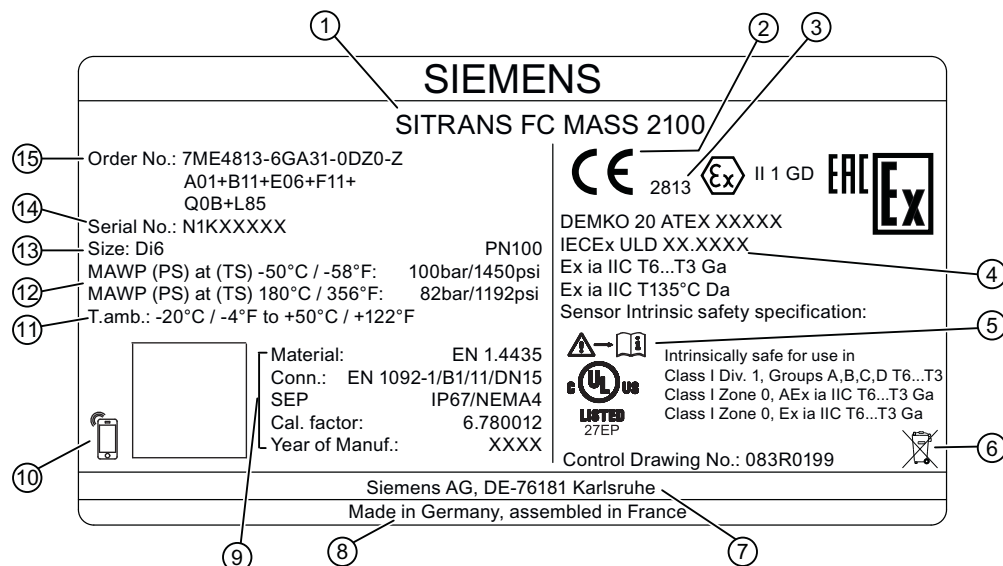 ① ② ③
SIEMENS
SITRANS FC MASS 2100
⑮ Order No.: 7ME4813-6GA31-0DZ0-Z
A01+B11+E06+F11+
Q0B+L85
⑭ Serial No.: N1KXXXXX
⑬ Size: Di6 PN100
⑫ MAWP (PS) at (TS) -50°C / -58°F: 100bar/1450psi
MAWP (PS) at (TS) 180°C / 356°F: 82bar/1192psi
⑪ T.amb.: -20°C / -4°F to +50°C / +122°F
Material: EN 1.4435
Conn.: EN 1092-1/B1/11/DN15
SEP IP67/NEMA4
Cal. factor: 6.780012
Year of Manuf.: XXXX
⑩
⑨
CE 2813 Ex II 1 GD EAC Ex
DEMKO 20 ATEX XXXXX
IECEx ULD XX.XXXX
Ex ia IIC T6...T3 Ga ④
Ex ia IIC T135°C Da
Sensor Intrinsic safety specification:
⑤
i
Intrinsically safe for use in
Class I Div. 1, Groups A,B,C,D T6...T3
Class I Zone 0, AEx ia IIC T6...T3 Ga
Class I Zone 0, Ex ia IIC T6...T3 Ga
C UL US
LISTED
27EP
⑥
Control Drawing No.: 083R0199
Siemens AG, DE-76181 Karlsruhe
Made in Germany, assembled in France
⑧ ⑦